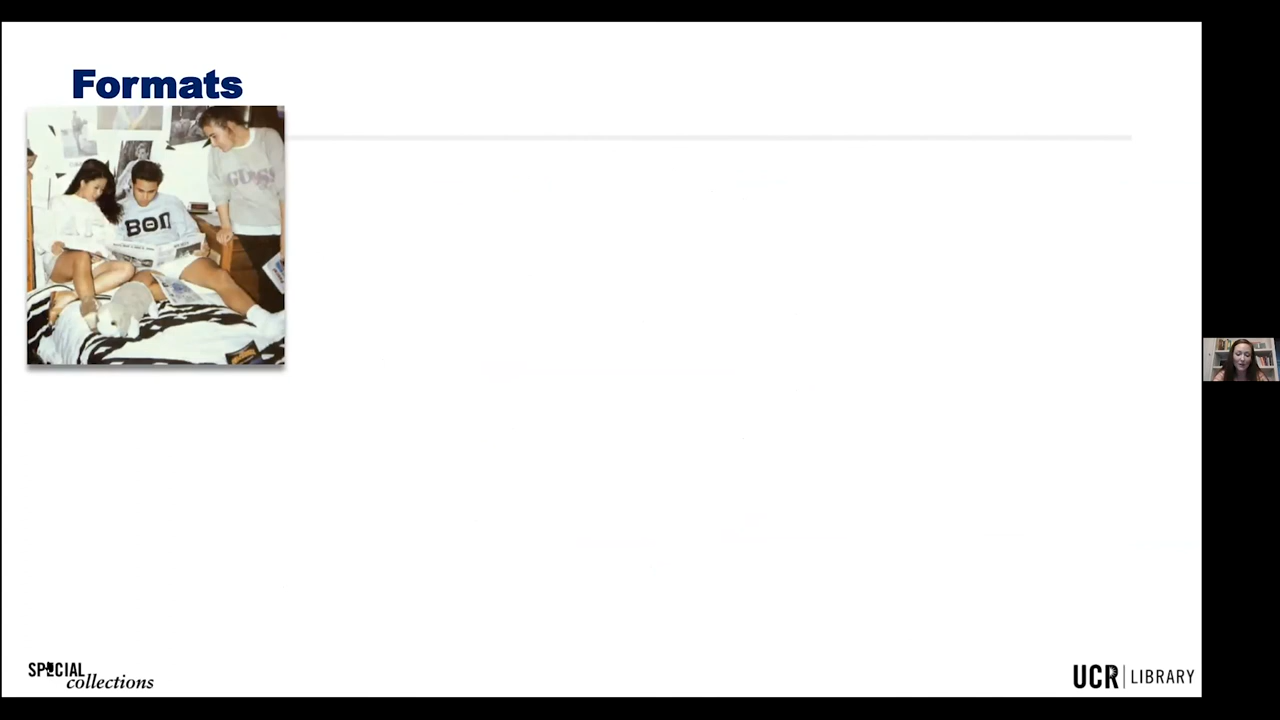 Formats
GUESS
ΒΘΠ
SPECIAL
collections
UCR LIBRARY